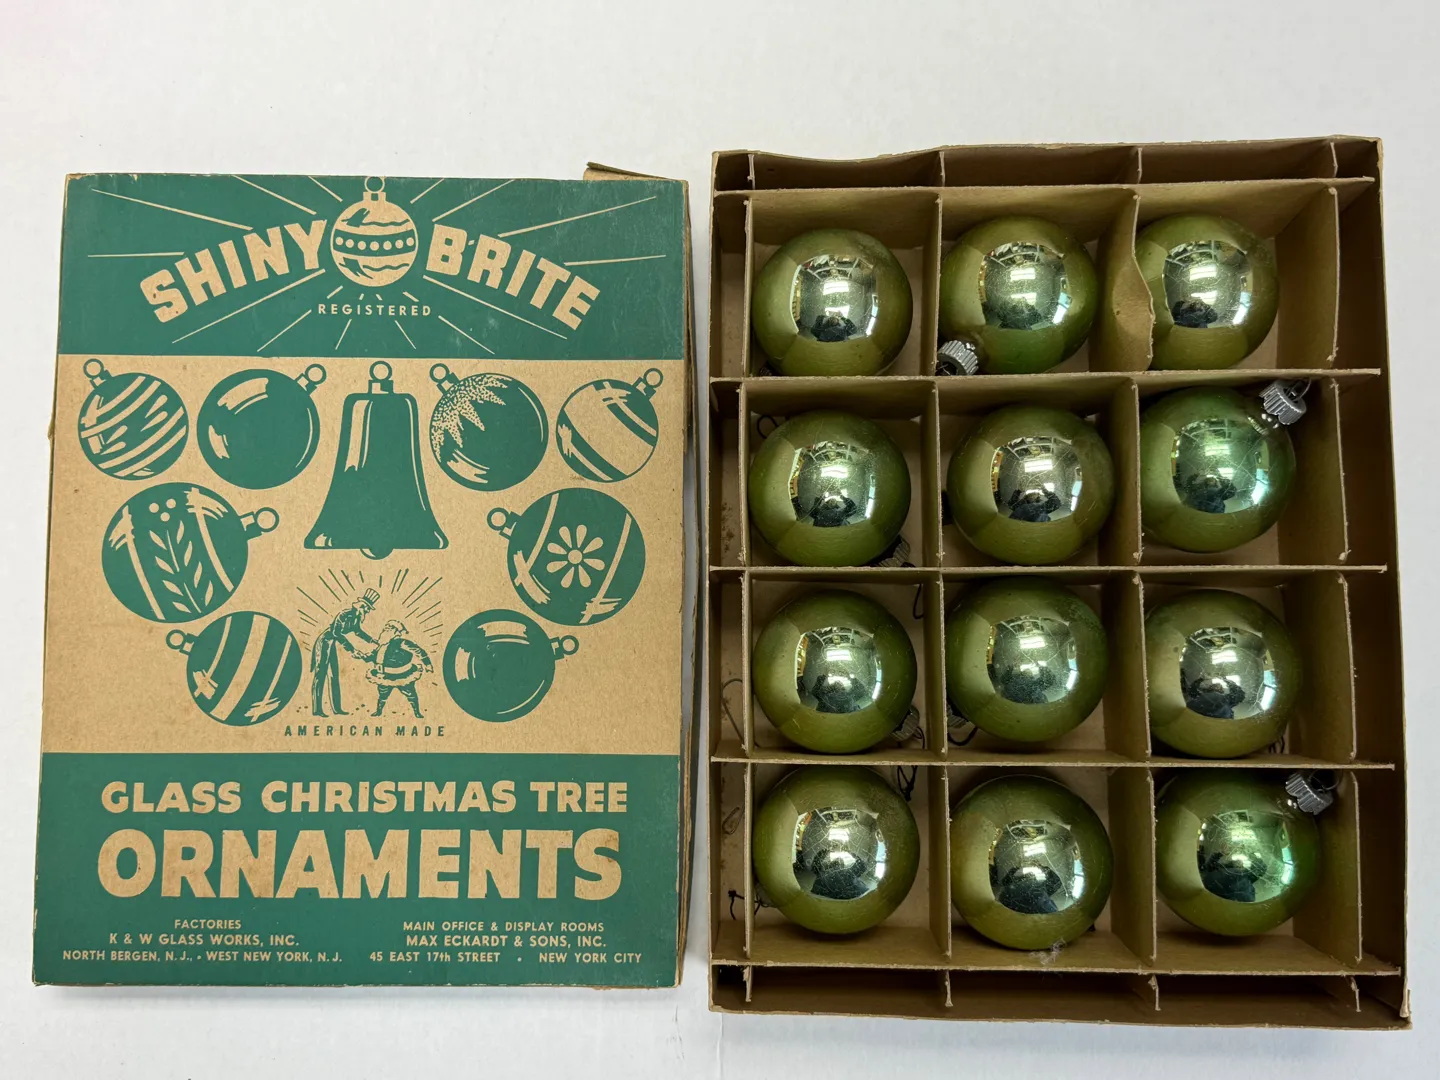 SHINY BRITE
REGISTERED
AMERICAN MADE
GLASS CHRISTMAS TREE
ORNAMENTS
FACTORIES
K & W GLASS WORKS, INC.
NORTH BERGEN, N.J., • WEST NEW YORK, N.J.
MAIN OFFICE & DISPLAY ROOMS
MAX ECKARDT & SONS, INC.
45 EAST 17th STREET • NEW YORK CITY